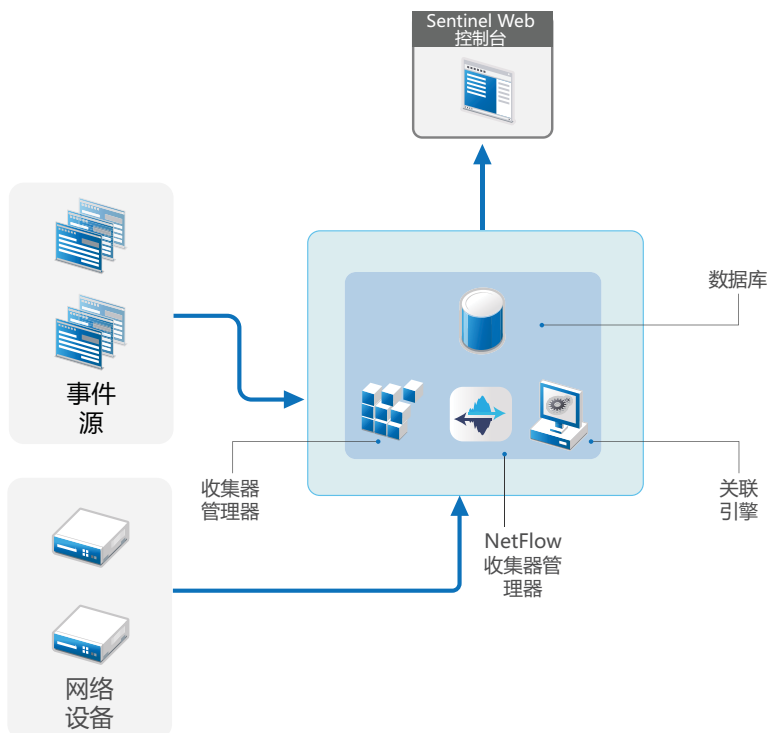 Sentinel Web
控制台
数据库
事件
源
收集器
管理器
关联
引擎
NetFlow
收集器管
理器
网络
设备